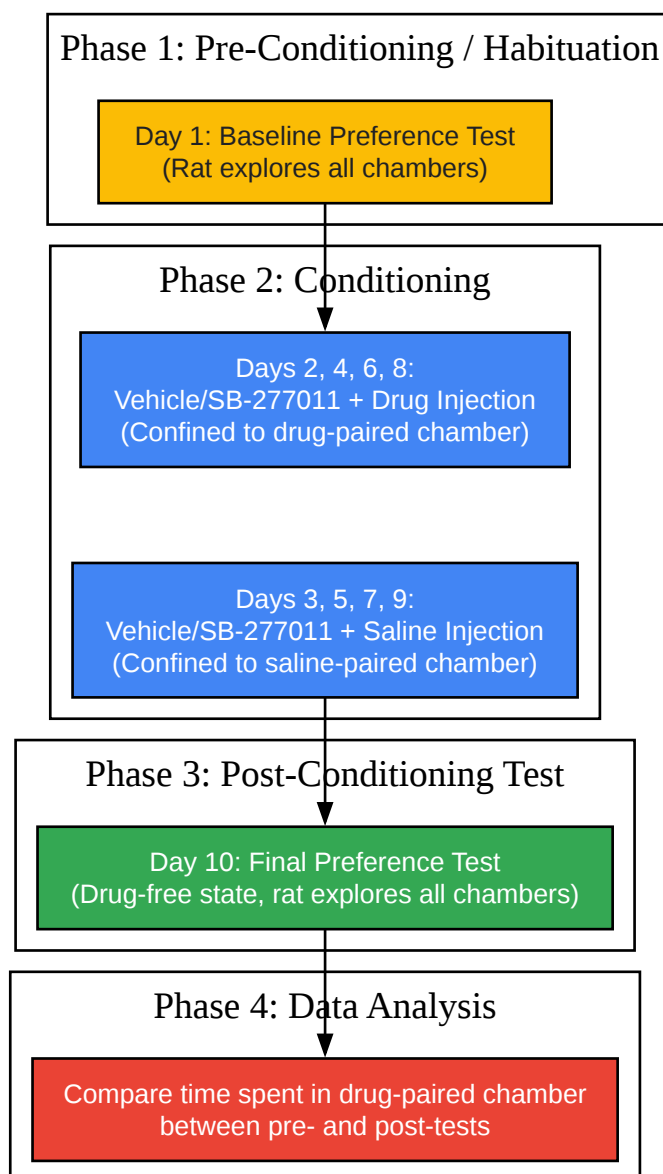 Phase 1: Pre-Conditioning / Habituation
Day 1: Baseline Preference Test
(Rat explores all chambers)
Phase 2: Conditioning
Days 2, 4, 6, 8:
Vehicle/SB-277011 + Drug Injection
(Confined to drug-paired chamber)
Days 3, 5, 7, 9:
Vehicle/SB-277011 + Saline Injection
(Confined to saline-paired chamber)
Phase 3: Post-Conditioning Test
Day 10: Final Preference Test
(Drug-free state, rat explores all chambers)
Phase 4: Data Analysis
Compare time spent in drug-paired chamber
between pre- and post-tests